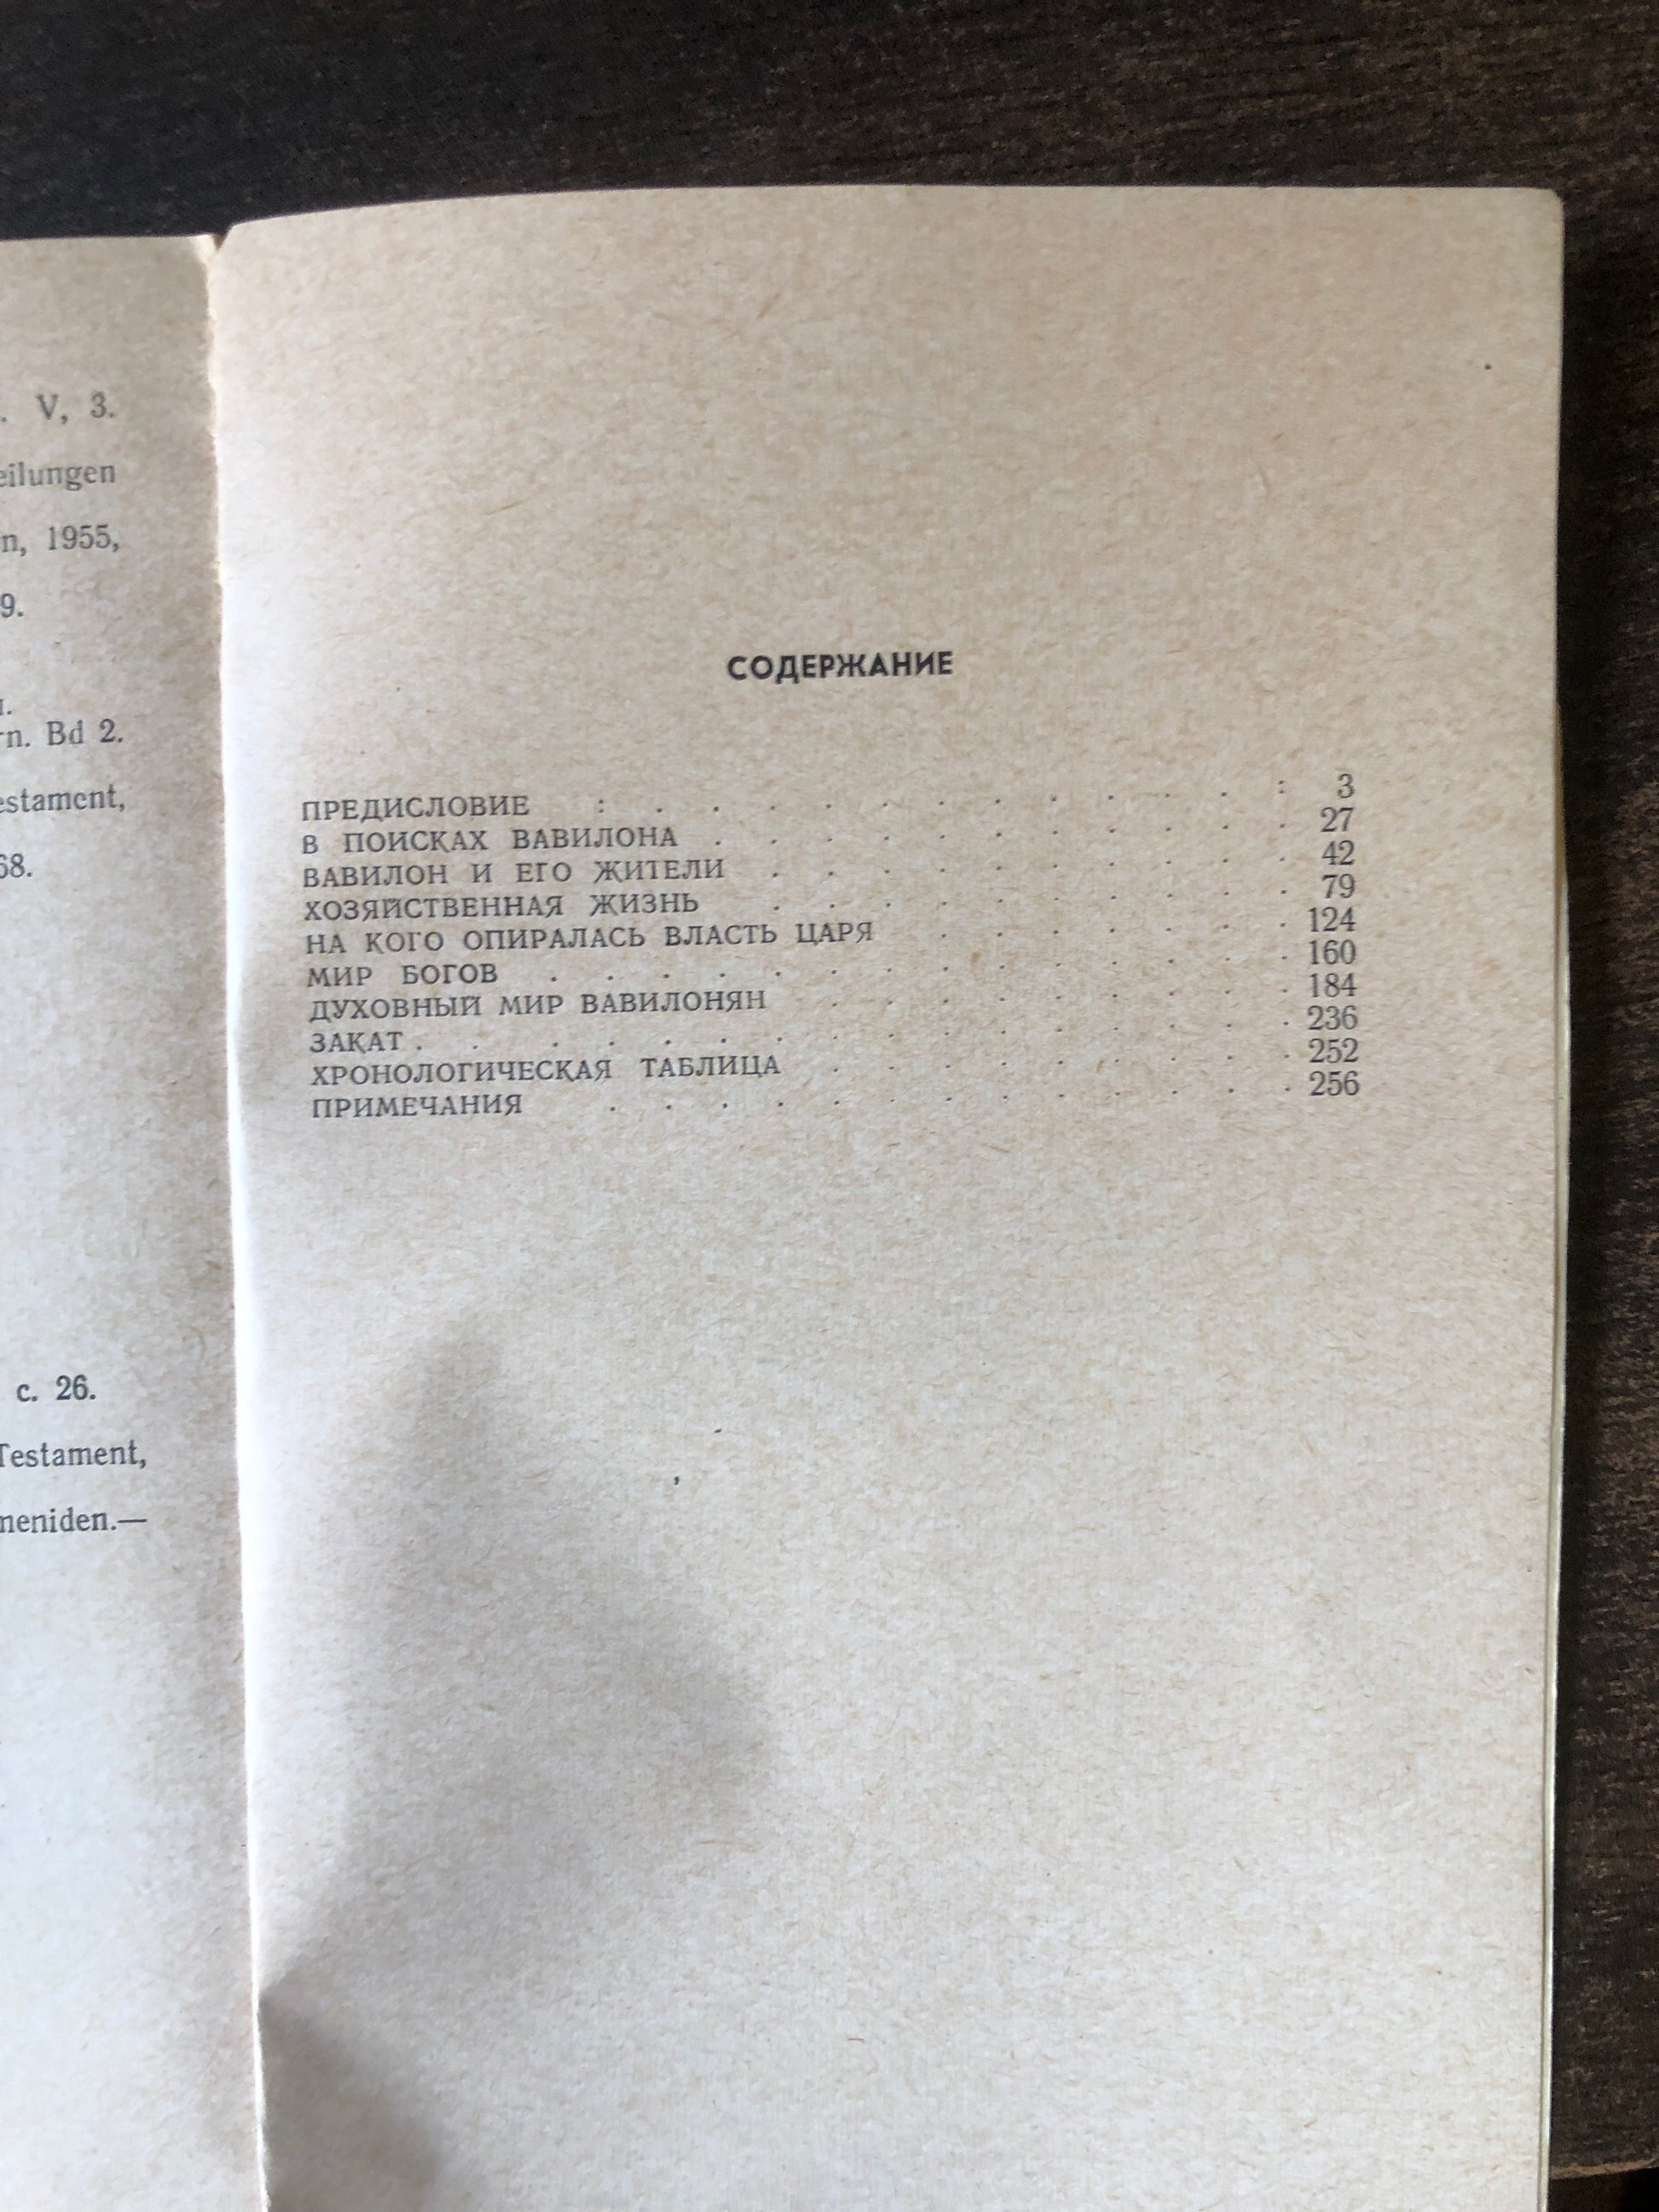 . V, 3.
eilungen
n, 1955,
9.
rn. Bd 2.
estament,
68.
с. 26.
Testament,
meniden.—
СОДЕРЖАНИЕ
ПРЕДИСЛОВИЕ : . . . . . . . . . . . : 3
В ПОИСКАХ ВАВИЛОНА . . . . . . . . . . . 27
ВАВИЛОН И ЕГО ЖИТЕЛИ . . . . . . . . . . 42
ХОЗЯЙСТВЕННАЯ ЖИЗНЬ . . . . . . . . . . 79
НА КОГО ОПИРАЛАСЬ ВЛАСТЬ ЦАРЯ . . . . . . . 124
МИР БОГОВ . . . . . . . . . . . . . . 160
ДУХОВНЫЙ МИР ВАВИЛОНЯН . . . . . . . . . 184
ЗАКАТ . . . . . . . . . . . . . . . . 236
ХРОНОЛОГИЧЕСКАЯ ТАБЛИЦА . . . . . . . . . 252
ПРИМЕЧАНИЯ . . . . . . . . . . . . . 256